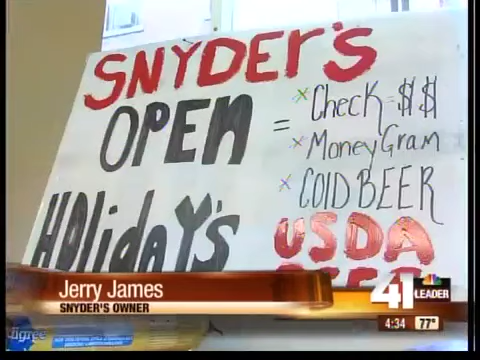 SNYDER'S
OPEN
Holiday's
= x Check = $$
x MoneyGram
x COLD BEER
USDA
Jerry James
SNYDER'S OWNER
41
LEADER
4:34 77°